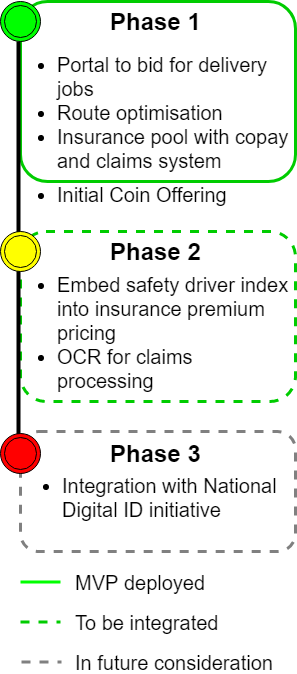 Phase 1
• Portal to bid for delivery
jobs
• Route optimisation
• Insurance pool with copay
and claims system
• Initial Coin Offering
Phase 2
• Embed safety driver index
into insurance premium
pricing
• OCR for claims
processing
Phase 3
• Integration with National
Digital ID initiative
MVP deployed
To be integrated
In future consideration